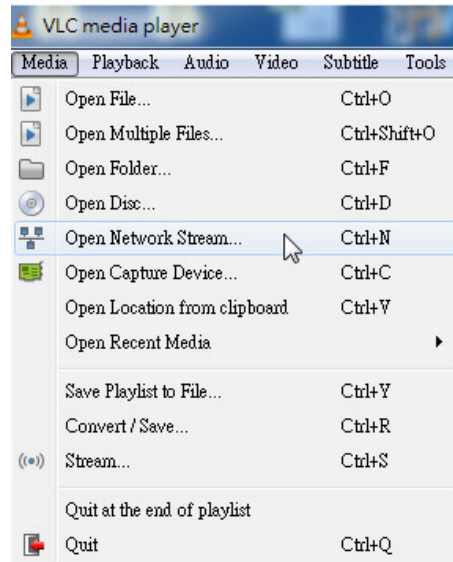 VLC media player
Media Playback Audio Video Subtitle Tools
Open File... Ctrl+O
Open Multiple Files... Ctrl+Shift+O
Open Folder... Ctrl+F
Open Disc... Ctrl+D
Open Network Stream... Ctrl+N
Open Capture Device... Ctrl+C
Open Location from clipboard Ctrl+V
Open Recent Media
Save Playlist to File... Ctrl+Y
Convert / Save... Ctrl+R
Stream... Ctrl+S
Quit at the end of playlist
Quit Ctrl+Q